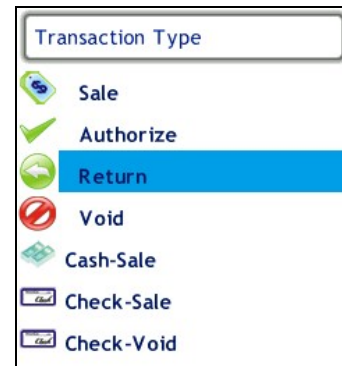 Transaction Type
Sale
Authorize
Return
Void
Cash-Sale
Check-Sale
Check-Void